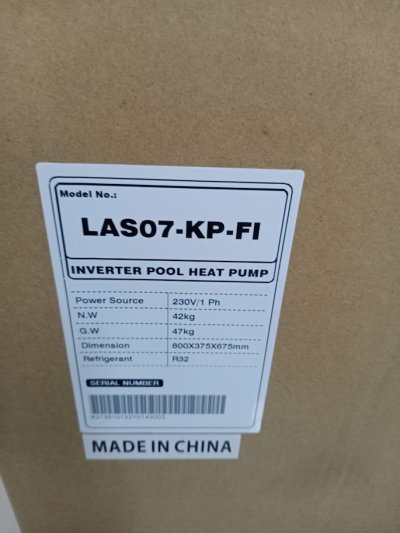 Model No.:
LAS07-KP-FI
INVERTER POOL HEAT PUMP
Power Source 230V/1 Ph
N.W 42kg
G.W 47kg
Dimension 800X375X675mm
Refrigerant R32
SERIAL NUMBER
MADE IN CHINA